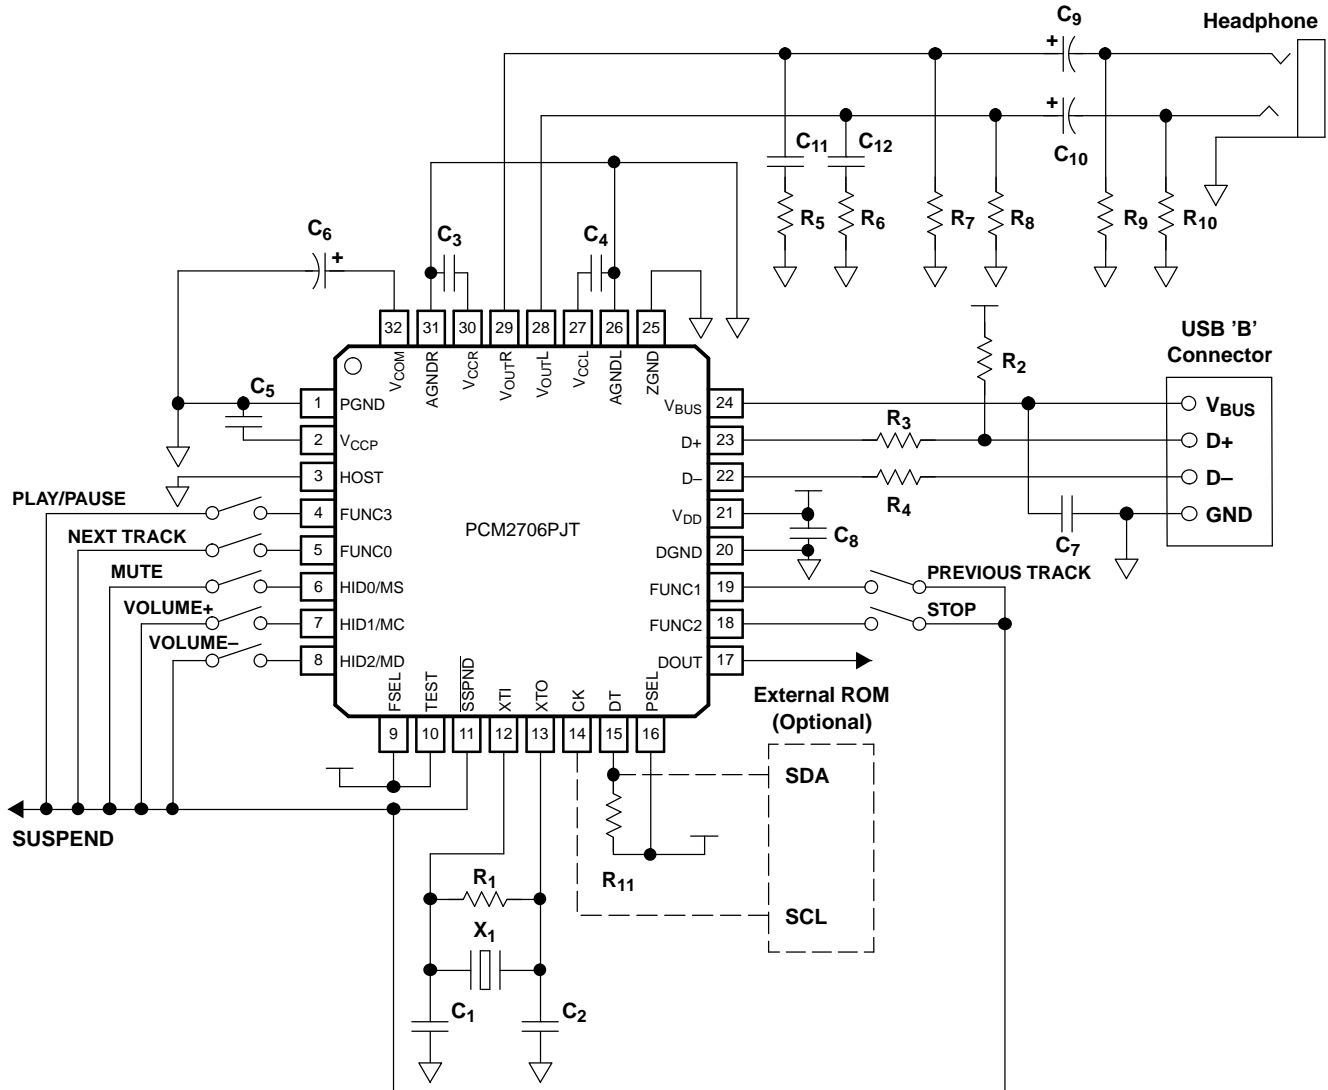 C9
Headphone
C10
C11
C12
R5
R6
R7
R8
R9
R10
C6
C3
C4
32
31
30
29
28
27
26
25
VCOM
AGNDR
VCCR
VOUTR
VOUTL
VCCL
AGNDL
ZGND
R2
USB 'B'
Connector
C5
1 PGND
2 VCCP
3 HOST
PLAY/PAUSE
4 FUNC3
NEXT TRACK
5 FUNC0
MUTE
6 HID0/MS
VOLUME+
7 HID1/MC
VOLUME–
8 HID2/MD
PCM2706PJT
VBUS 24
D+ 23
D– 22
VDD 21
DGND 20
FUNC1 19
FUNC2 18
DOUT 17
R3
R4
VBUS
D+
D–
GND
C7
C8
PREVIOUS TRACK
STOP
FSEL
TEST
SSPND
XTI
XTO
CK
DT
PSEL
9
10
11
12
13
14
15
16
External ROM
(Optional)
SDA
SCL
SUSPEND
R11
R1
X1
C1
C2